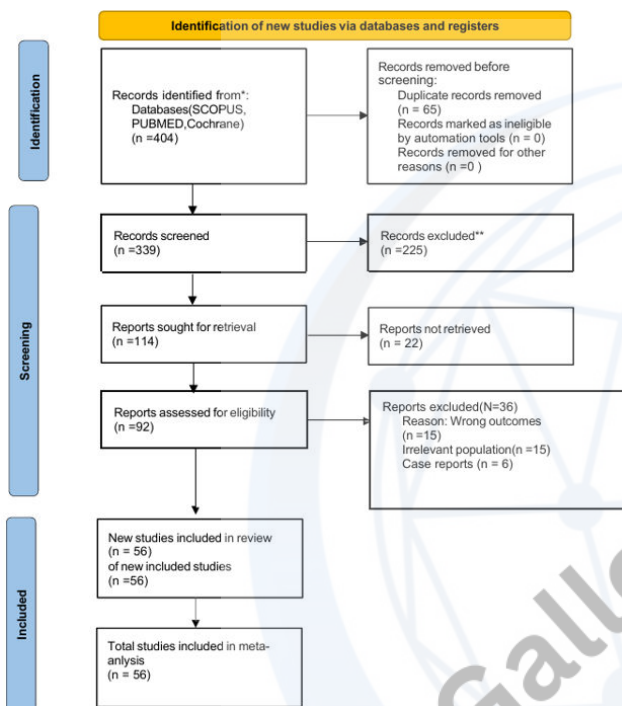 Identification of new studies via databases and registers
Identification
Records identified from*:
Databases(SCOPUS,
PUBMED,Cochrane)
(n =404)
Records removed before
screening:
Duplicate records removed
(n = 65)
Records marked as ineligible
by automation tools (n = 0)
Records removed for other
reasons (n =0 )
Screening
Records screened
(n =339)
Records excluded**
(n =225)
Reports sought for retrieval
(n =114)
Reports not retrieved
(n = 22)
Reports assessed for eligibility
(n =92)
Reports excluded(N=36)
Reason: Wrong outcomes
(n =15)
Irrelevant population(n =15)
Case reports (n = 6)
Included
New studies included in review
(n = 56)
of new included studies
(n =56)
Total studies included in meta-
anlysis
(n = 56)